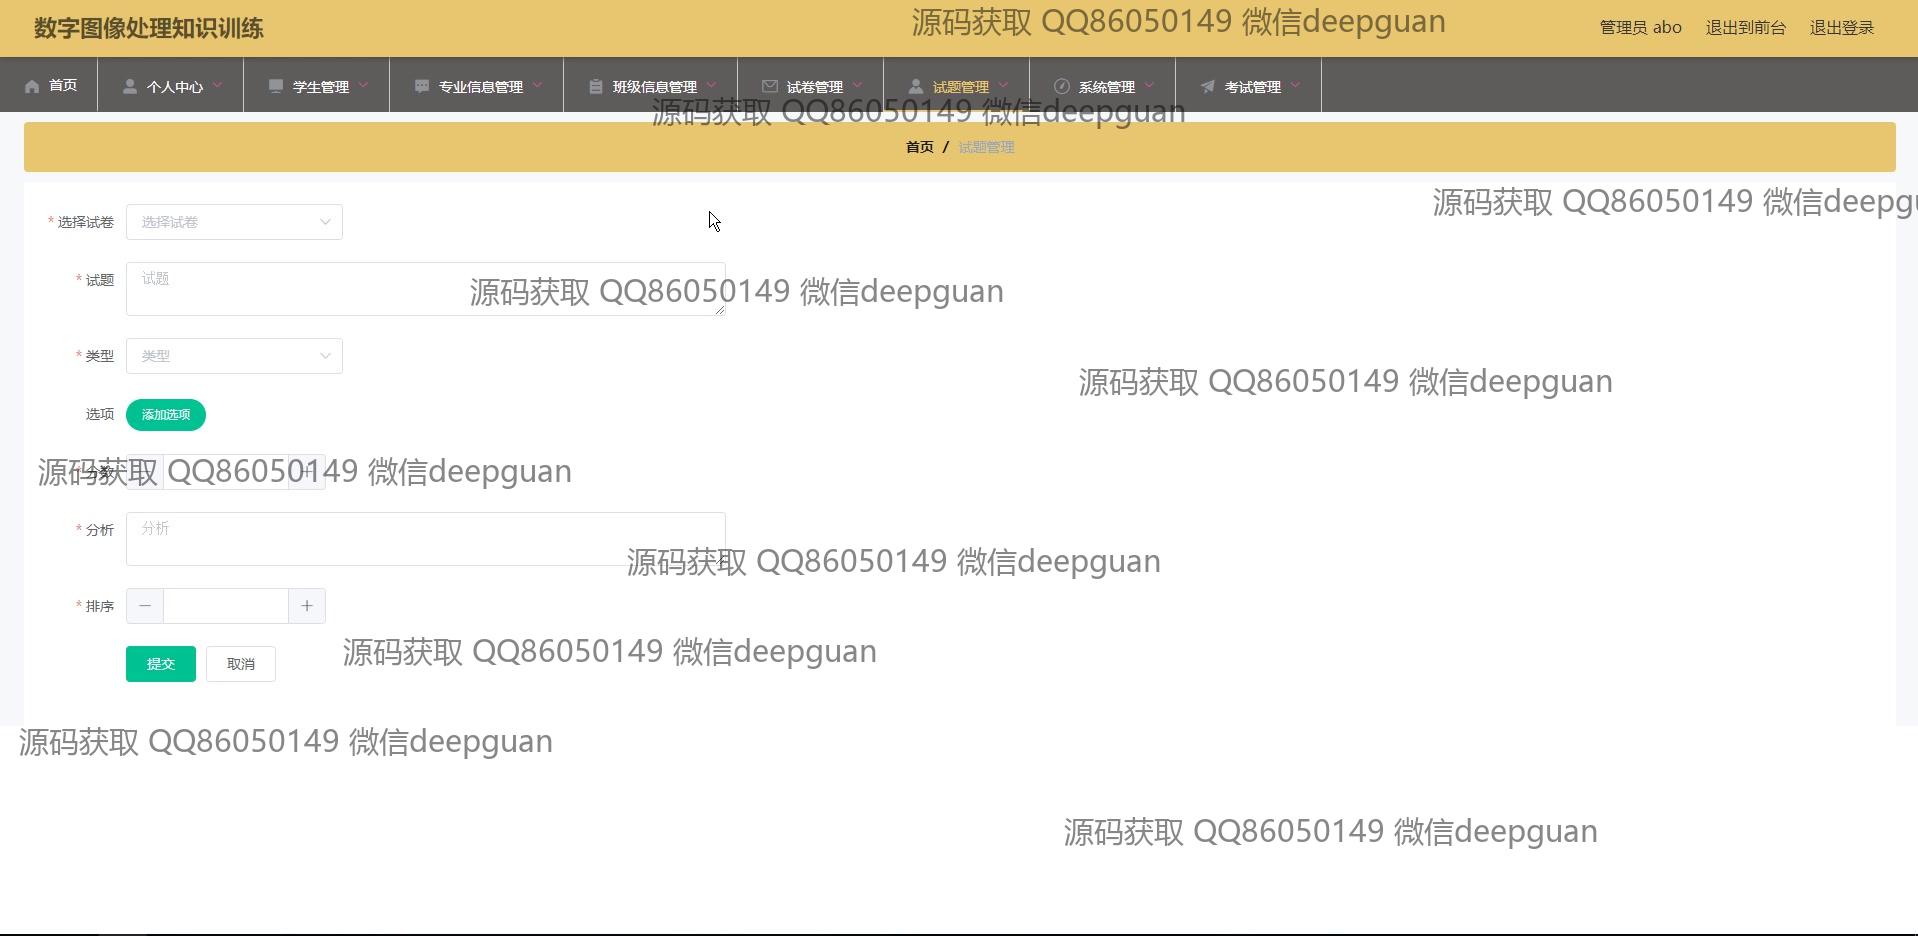 数字图像处理知识训练
源码获取 QQ86050149 微信deepguan
管理员 abo 退出到前台 退出登录
首页 个人中心 学生管理 专业信息管理 班级信息管理 试卷管理 试题管理 系统管理 考试管理
源码获取 QQ86050149 微信deepguan
首页 / 试题管理
源码获取 QQ86050149 微信deepgu
* 选择试卷 选择试卷
* 试题 试题
源码获取 QQ86050149 微信deepguan
* 类型 类型
源码获取 QQ86050149 微信deepguan
选项 添加选项
* 分数
源码获取 QQ86050149 微信deepguan
* 分析 分析
源码获取 QQ86050149 微信deepguan
* 排序
源码获取 QQ86050149 微信deepguan
提交 取消
源码获取 QQ86050149 微信deepguan
源码获取 QQ86050149 微信deepguan